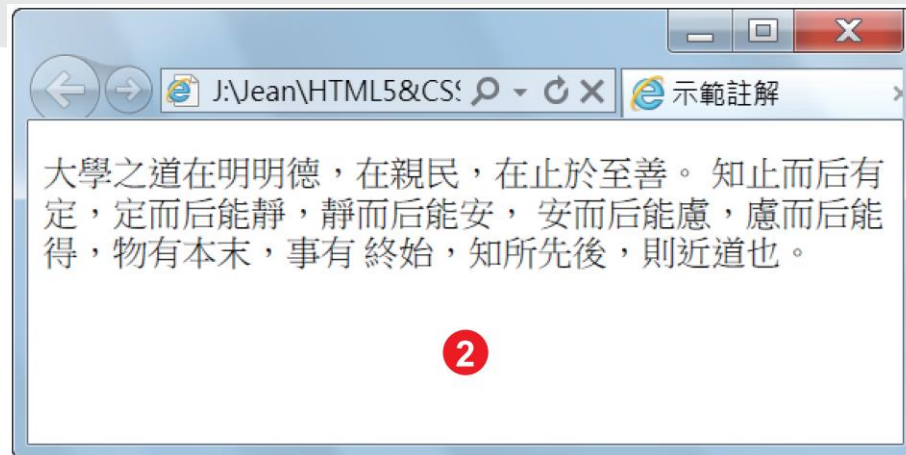 J:\Jean\HTML5&CS
示範註解
大學之道在明明德，在親民，在止於至善。 知止而后有
定，定而后能靜，靜而后能安， 安而后能慮，慮而后能
得，物有本末，事有 終始，知所先後，則近道也。
2